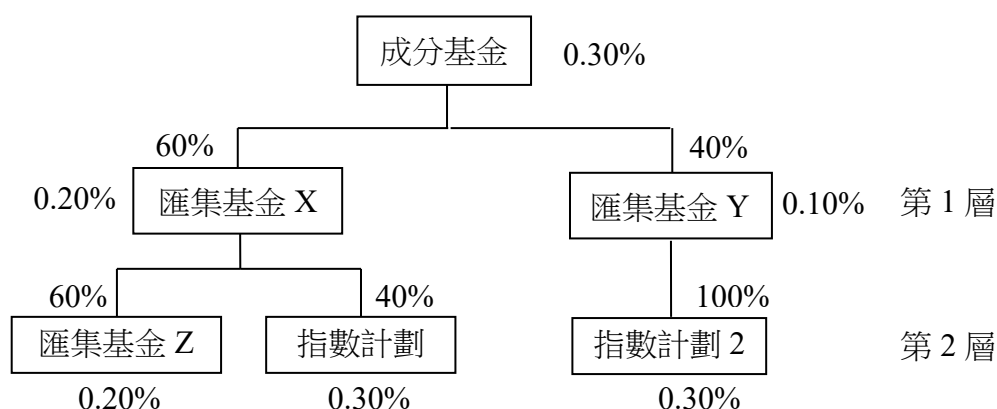 成分基金 0.30%
60% 40%
0.20% 匯集基金 X 匯集基金 Y 0.10% 第 1 層
60% 40% 100%
匯集基金 Z 指數計劃 指數計劃 2 第 2 層
0.20% 0.30% 0.30%